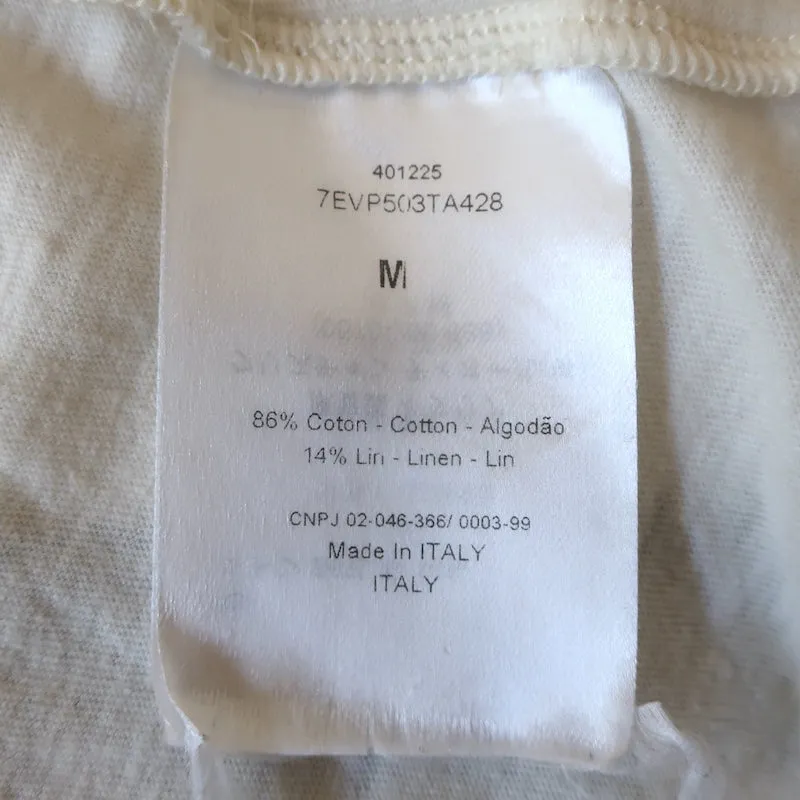 401225
7EVP503TA428
M
86% Coton - Cotton - Algodão
14% Lin - Linen - Lin
CNPJ 02-046-366/ 0003-99
Made In ITALY
ITALY